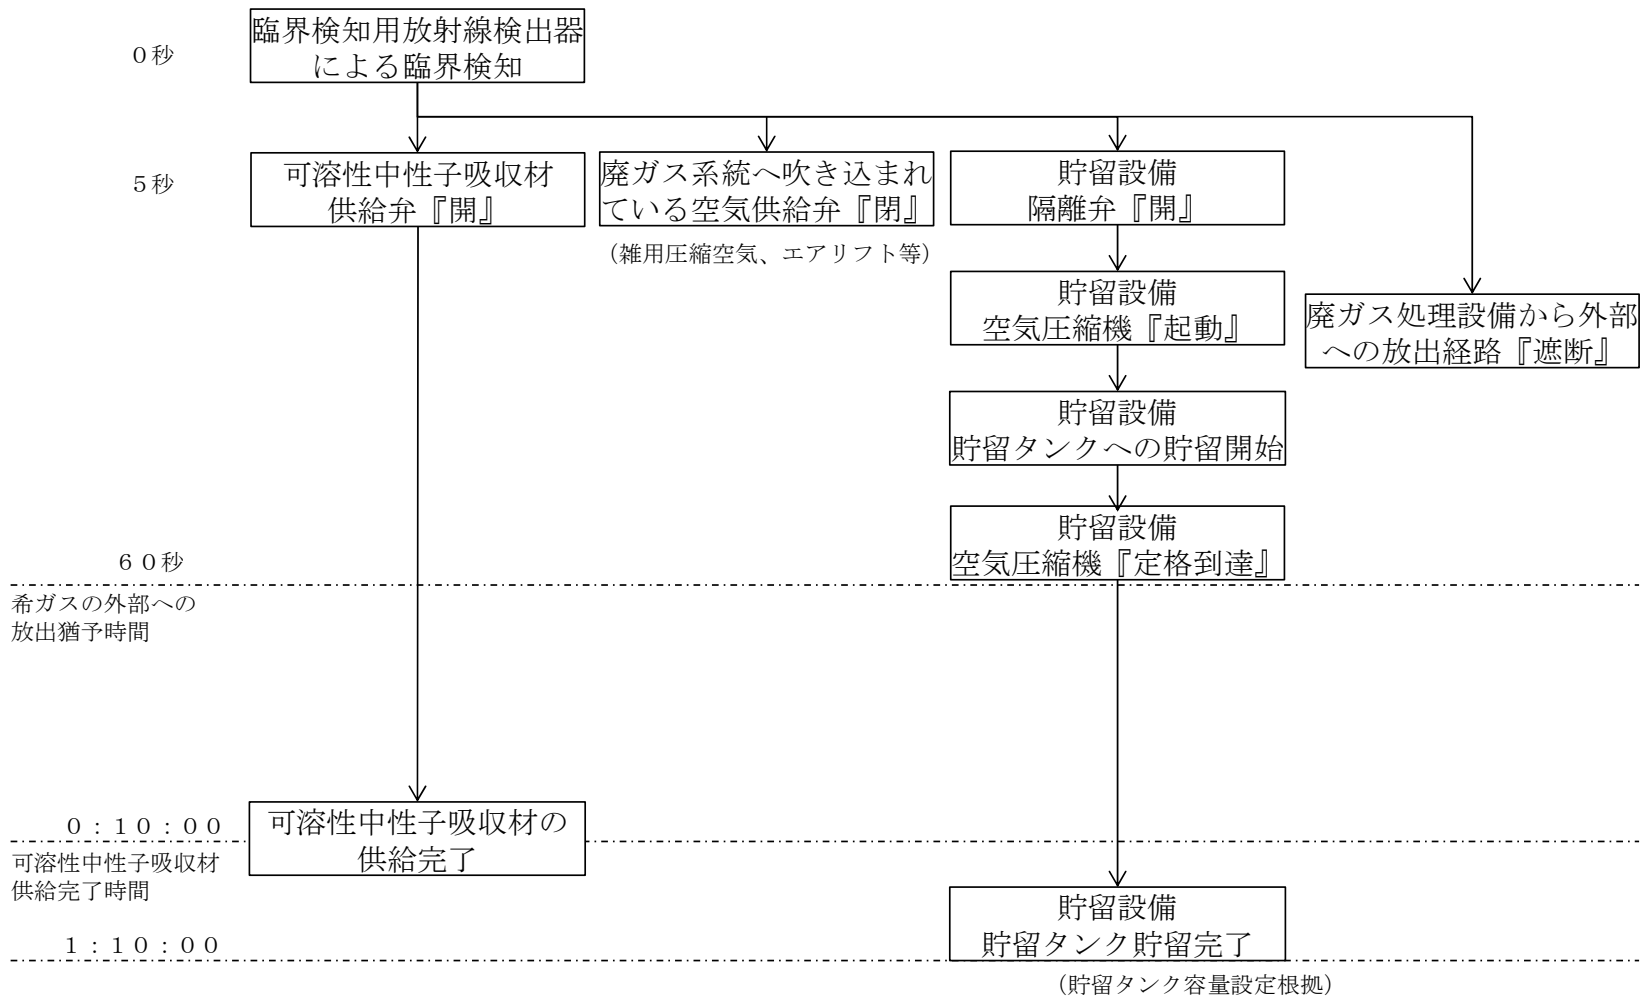 臨界検知用放射線検出器
による臨界検知
０秒
５秒
可溶性中性子吸収材
供給弁『開』
廃ガス系統へ吹き込まれ
ている空気供給弁『閉』
（雑用圧縮空気、エアリフト等）
貯留設備
隔離弁『開』
貯留設備
空気圧縮機『起動』
廃ガス処理設備から外部
への放出経路『遮断』
貯留設備
貯留タンクへの貯留開始
貯留設備
空気圧縮機『定格到達』
６０秒
希ガスの外部への
放出猶予時間
０：１０：００
可溶性中性子吸収材の
供給完了
可溶性中性子吸収材
供給完了時間
貯留設備
貯留タンク貯留完了
１：１０：００
（貯留タンク容量設定根拠）